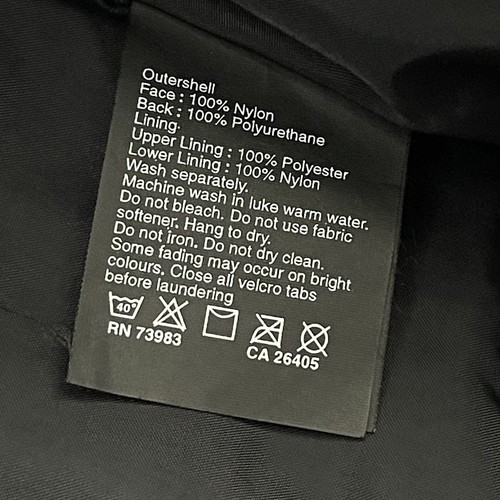 Outershell
Face : 100% Nylon
Back : 100% Polyurethane
Lining.
Upper Lining : 100% Polyester
Lower Lining : 100% Nylon
Wash separately.
Machine wash in luke warm water.
Do not bleach. Do not use fabric
softener. Hang to dry.
Do not iron. Do not dry clean.
Some fading may occur on bright
colours. Close all velcro tabs
before laundering
40°
RN 73983
CA 26405